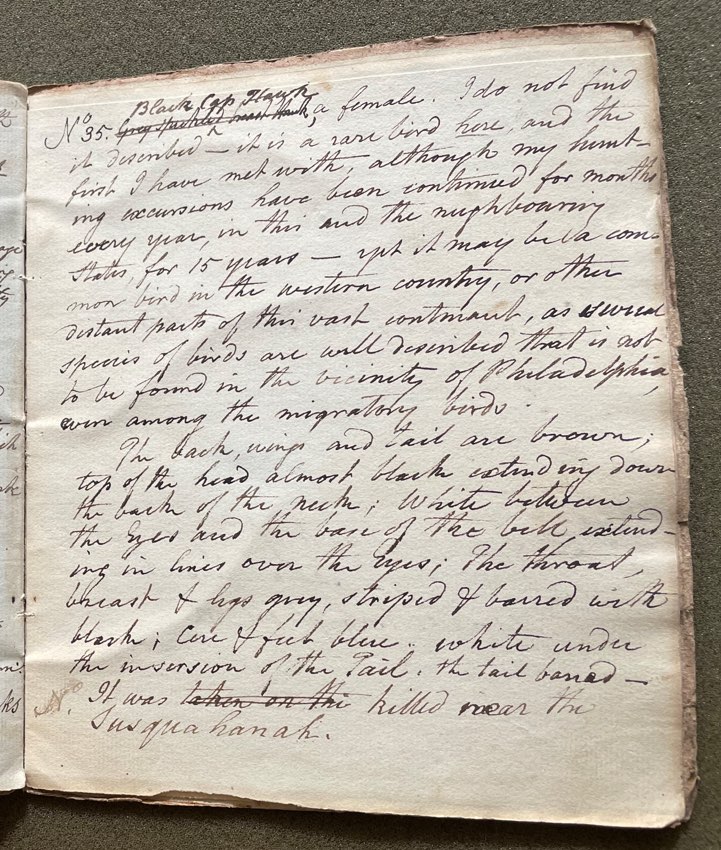 Black Cap Hawk
No 35. Grey speckled breast Hawk, a female. I do not find
it described — it is a rare bird here, and the
first I have met with, although my hunt-
ing excursions have been continued for months
every year, in this and the neighbouring
States, for 15 years — yet it may be a com-
mon bird in the western country, or other
distant parts of this vast continant, as several
species of birds are well described that is not
to be found in the vicinity of Philadelphia,
even among the migratory birds.
The back, wings and tail are brown;
top of the head almost black extending down
the back of the neck; White between
the Eyes and the base of the bill extend-
ing in lines over the eyes; The throat,
breast & legs grey, striped & barred with
black; Cere & feet blue. white under
the insersion of the Tail. the tail barred —
No. It was taken on the killed near the
Susquahanah.